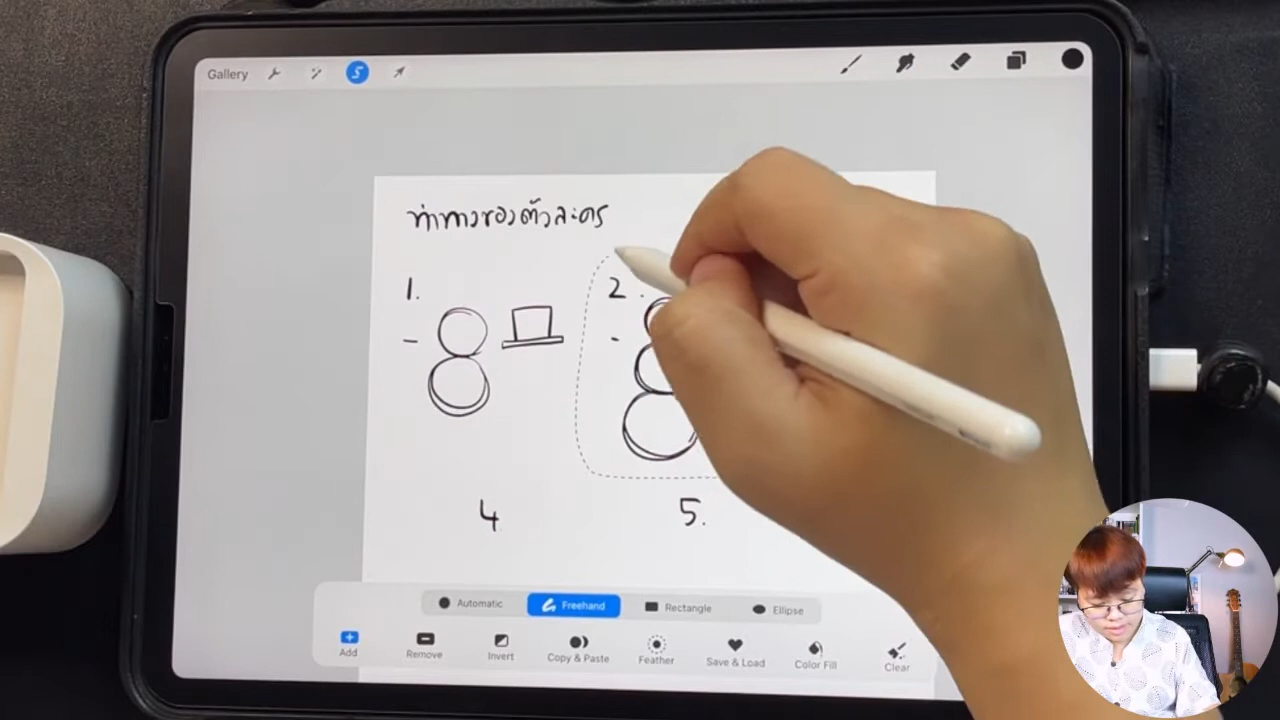 Gallery
ท่าทางของตัวละคร
1.
2.
4.
5.
Automatic Freehand Rectangle Ellipse
Add Remove Invert Copy & Paste Feather Save & Load Color Fill Clear